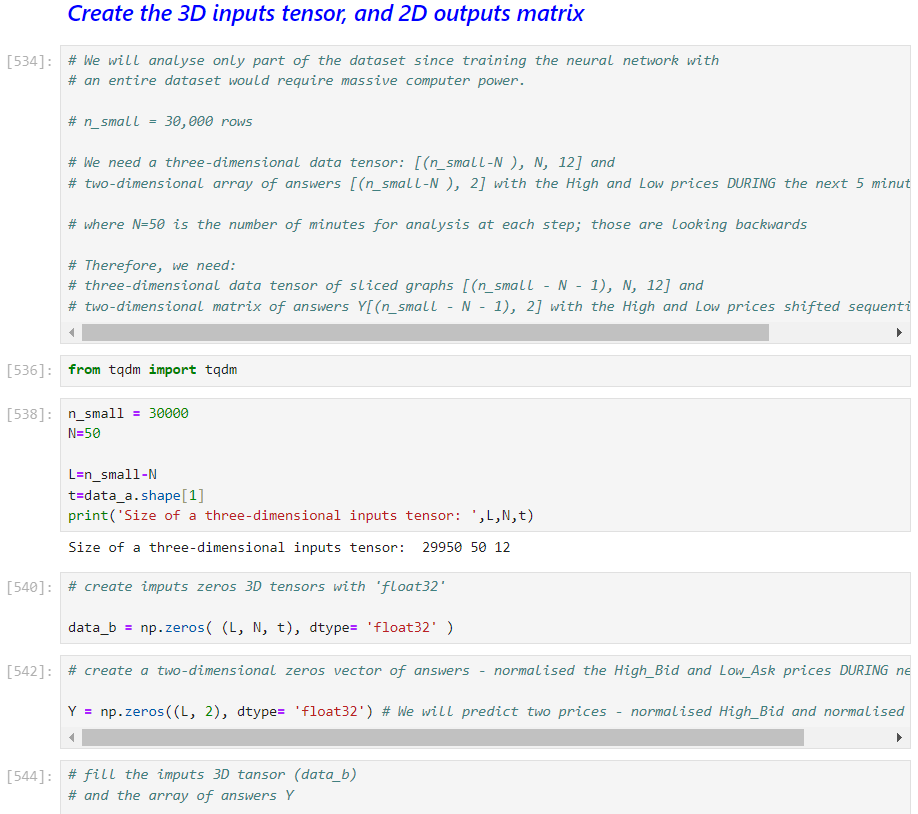 Create the 3D inputs tensor, and 2D outputs matrix
[534]:
# We will analyse only part of the dataset since training the neural network with
# an entire dataset would require massive computer power.
# n_small = 30,000 rows
# We need a three-dimensional data tensor: [(n_small-N ), N, 12] and
# two-dimensional array of answers [(n_small-N ), 2] with the High and Low prices DURING the next 5
# where N=50 is the number of minutes for analysis at each step; those are looking backwards
# Therefore, we need:
# three-dimensional data tensor of sliced graphs [(n_small - N - 1), N, 12] and
# two-dimensional matrix of answers Y[(n_small - N - 1), 2] with the High and Low prices shifted
[536]:
from tqdm import tqdm
[538]:
n_small = 30000
N=50
L=n_small-N
t=data_a.shape[1]
print('Size of a three-dimensional inputs tensor: ',L,N,t)
Size of a three-dimensional inputs tensor:  29950 50 12
[540]:
# create imputs zeros 3D tensors with 'float32'
data_b = np.zeros( (L, N, t), dtype= 'float32' )
[542]:
# create a two-dimensional zeros vector of answers - normalised the High_Bid and Low_Ask prices DURING
Y = np.zeros((L, 2), dtype= 'float32') # We will predict two prices - normalised High_Bid and normalised
[544]:
# fill the imputs 3D tansor (data_b)
# and the array of answers Y